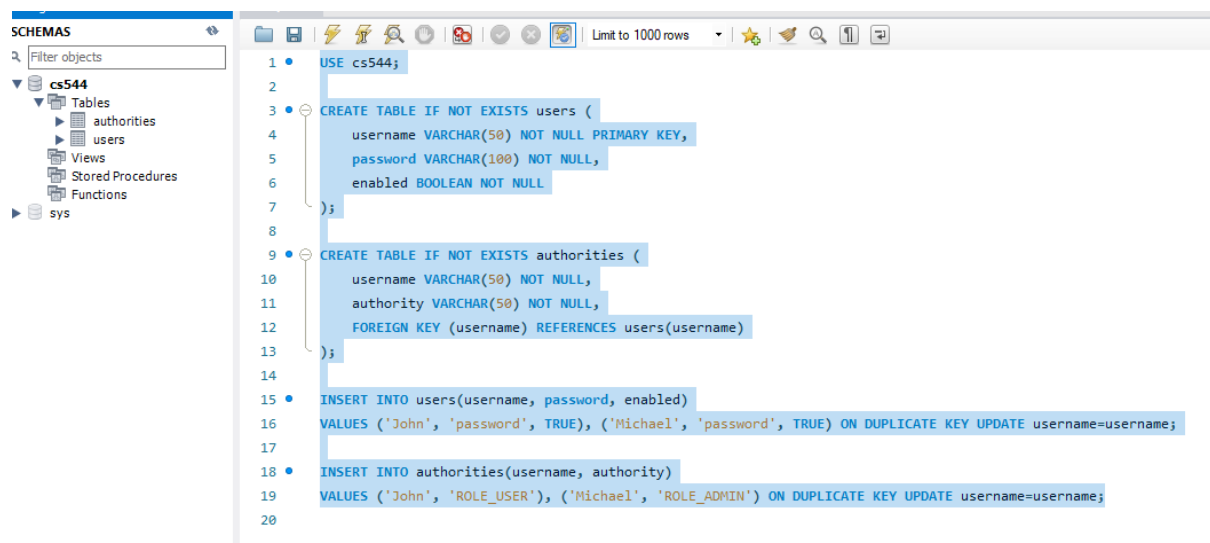 SCHEMAS
Filter objects
cs544
Tables
authorities
users
Views
Stored Procedures
Functions
sys
Limit to 1000 rows
1 USE cs544;
2
3 CREATE TABLE IF NOT EXISTS users (
4 username VARCHAR(50) NOT NULL PRIMARY KEY,
5 password VARCHAR(100) NOT NULL,
6 enabled BOOLEAN NOT NULL
7 );
8
9 CREATE TABLE IF NOT EXISTS authorities (
10 username VARCHAR(50) NOT NULL,
11 authority VARCHAR(50) NOT NULL,
12 FOREIGN KEY (username) REFERENCES users(username)
13 );
14
15 INSERT INTO users(username, password, enabled)
16 VALUES ('John', 'password', TRUE), ('Michael', 'password', TRUE) ON DUPLICATE KEY UPDATE username=username;
17
18 INSERT INTO authorities(username, authority)
19 VALUES ('John', 'ROLE_USER'), ('Michael', 'ROLE_ADMIN') ON DUPLICATE KEY UPDATE username=username;
20